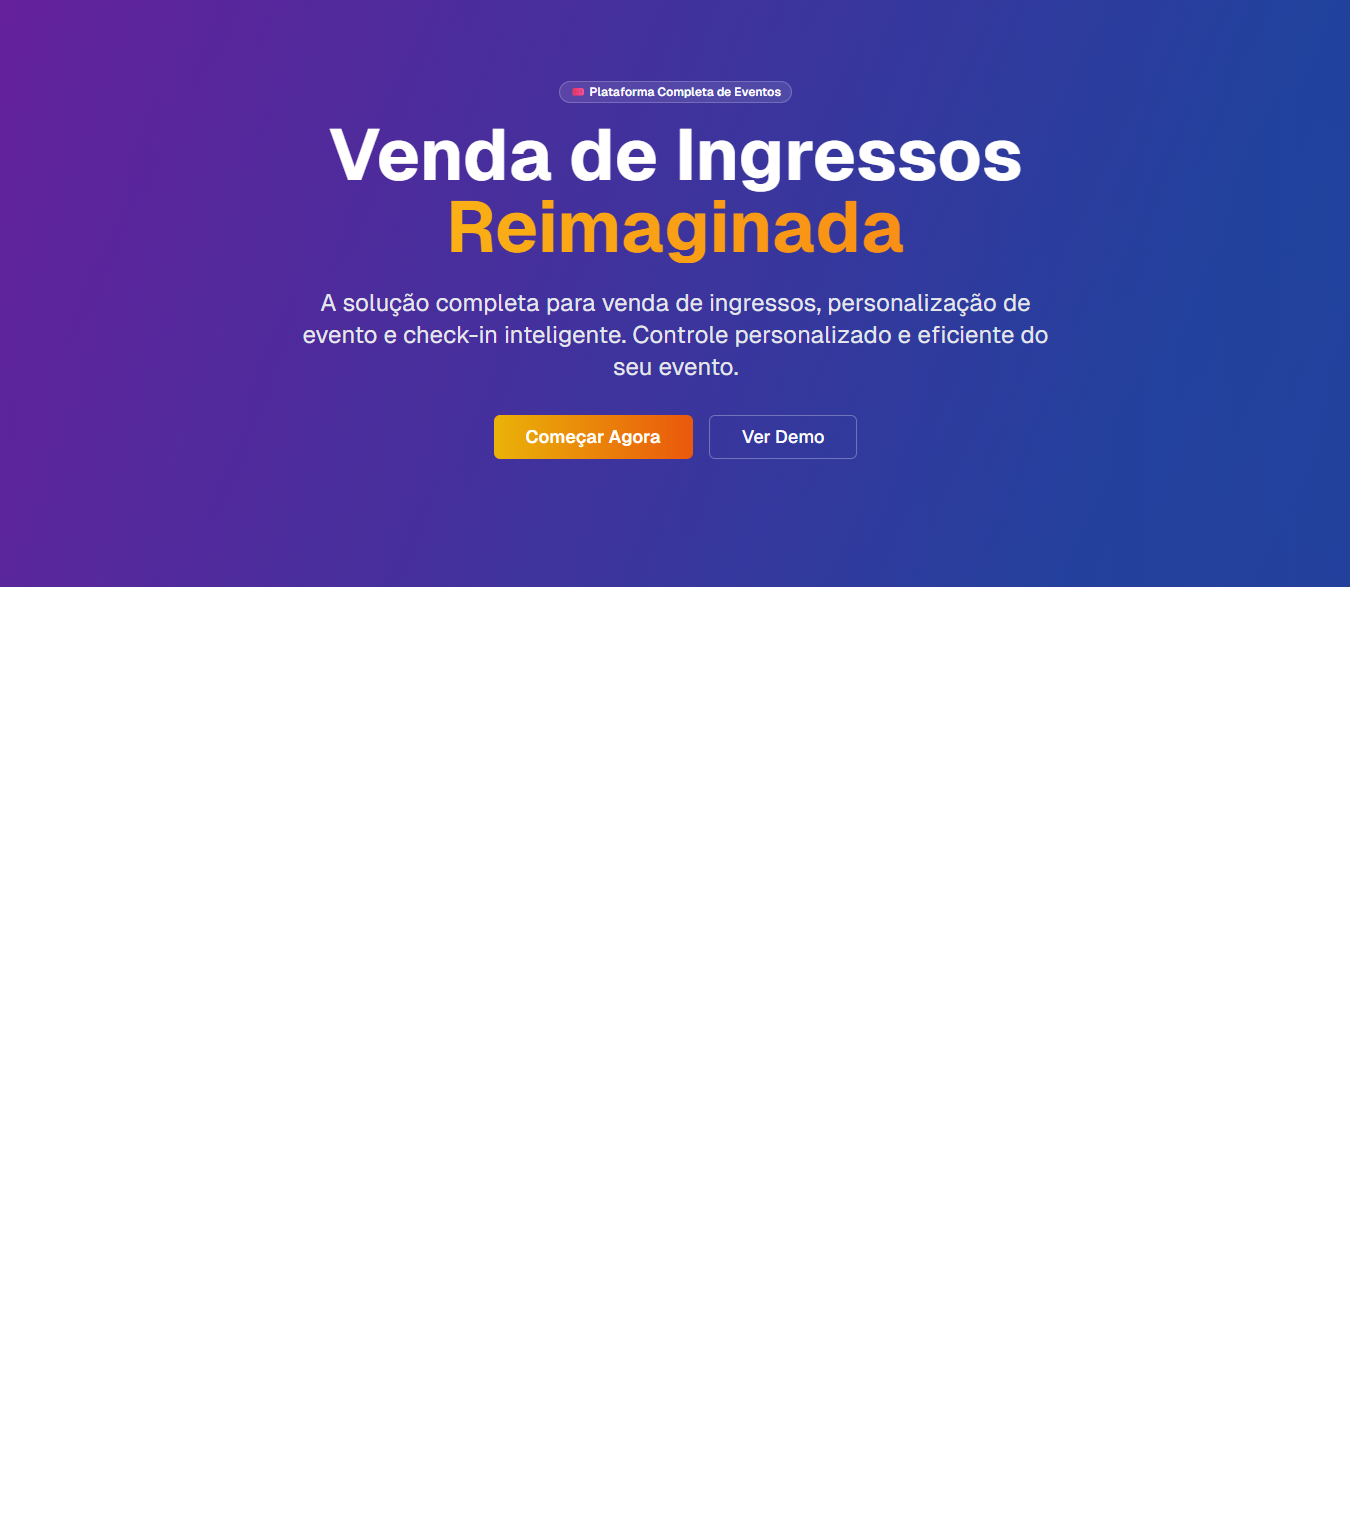 Plataforma Completa de Eventos
Venda de Ingressos
Reimaginada
A solução completa para venda de ingressos, personalização de
evento e check-in inteligente. Controle personalizado e eficiente do
seu evento.
Começar Agora
Ver Demo